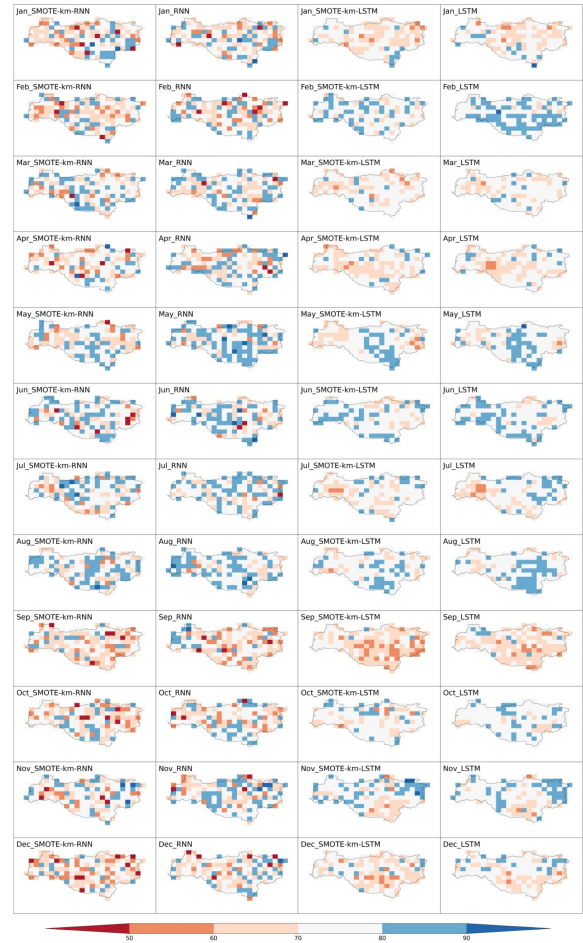 Jan_SMOTE-km-RNN Jan_RNN Jan_SMOTE-km-LSTM Jan_LSTM
Feb_SMOTE-km-RNN Feb_RNN Feb_SMOTE-km-LSTM Feb_LSTM
Mar_SMOTE-km-RNN Mar_RNN Mar_SMOTE-km-LSTM Mar_LSTM
Apr_SMOTE-km-RNN Apr_RNN Apr_SMOTE-km-LSTM Apr_LSTM
May_SMOTE-km-RNN May_RNN May_SMOTE-km-LSTM May_LSTM
Jun_SMOTE-km-RNN Jun_RNN Jun_SMOTE-km-LSTM Jun_LSTM
Jul_SMOTE-km-RNN Jul_RNN Jul_SMOTE-km-LSTM Jul_LSTM
Aug_SMOTE-km-RNN Aug_RNN Aug_SMOTE-km-LSTM Aug_LSTM
Sep_SMOTE-km-RNN Sep_RNN Sep_SMOTE-km-LSTM Sep_LSTM
Oct_SMOTE-km-RNN Oct_RNN Oct_SMOTE-km-LSTM Oct_LSTM
Nov_SMOTE-km-RNN Nov_RNN Nov_SMOTE-km-LSTM Nov_LSTM
Dec_SMOTE-km-RNN Dec_RNN Dec_SMOTE-km-LSTM Dec_LSTM
50 60 70 80 90